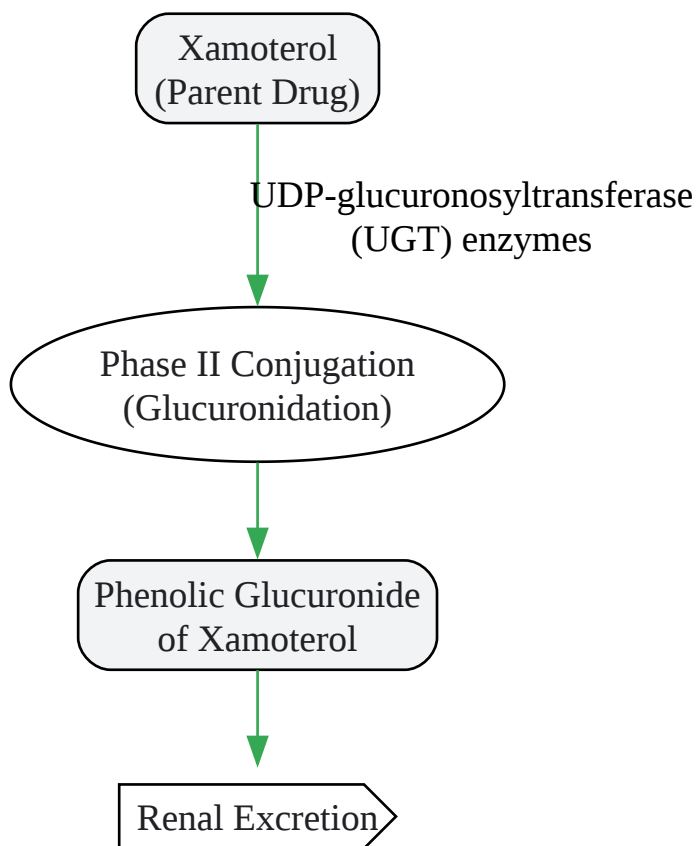 Xamoterol
(Parent Drug)
UDP-glucuronosyltransferase
(UGT) enzymes
Phase II Conjugation
(Glucuronidation)
Phenolic Glucuronide
of Xamoterol
Renal Excretion